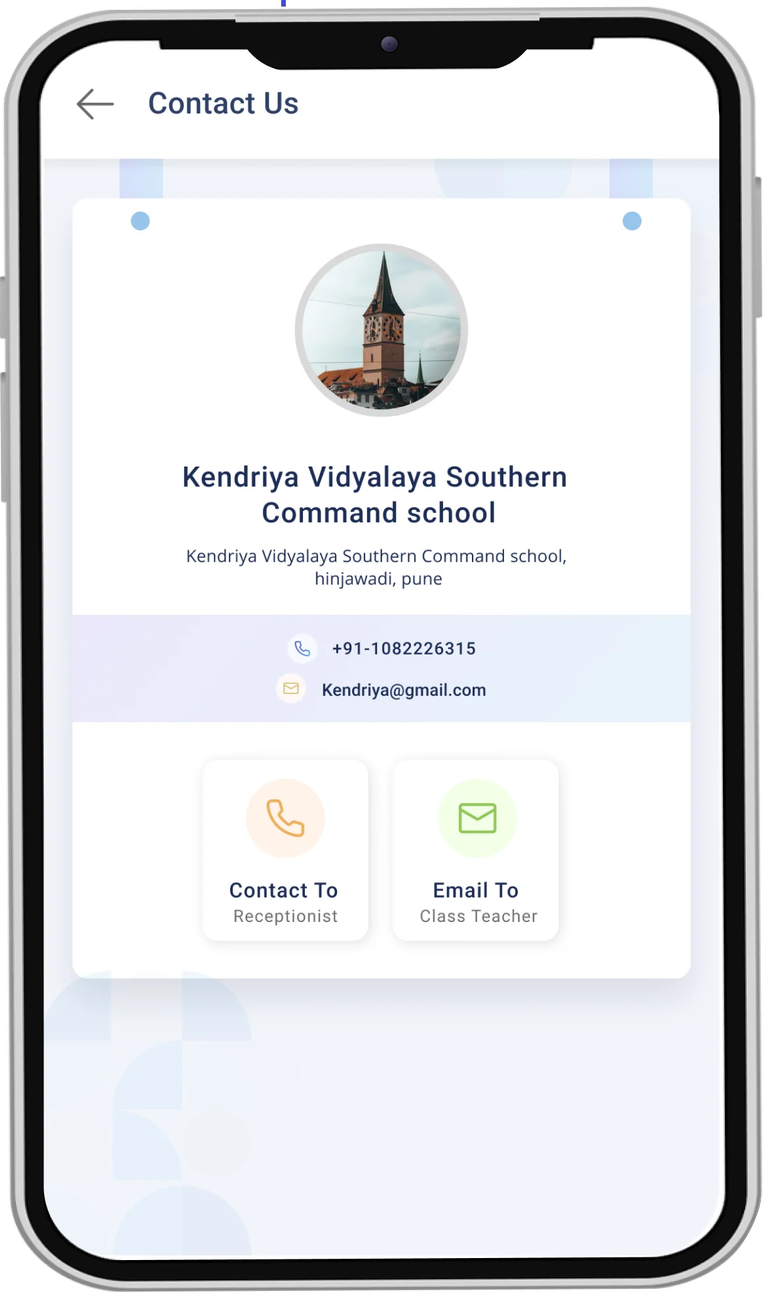 Contact Us
Kendriya Vidyalaya Southern
Command school
Kendriya Vidyalaya Southern Command school,
hinjawadi, pune
+91-1082226315
Kendriya@gmail.com
Contact To
Receptionist
Email To
Class Teacher